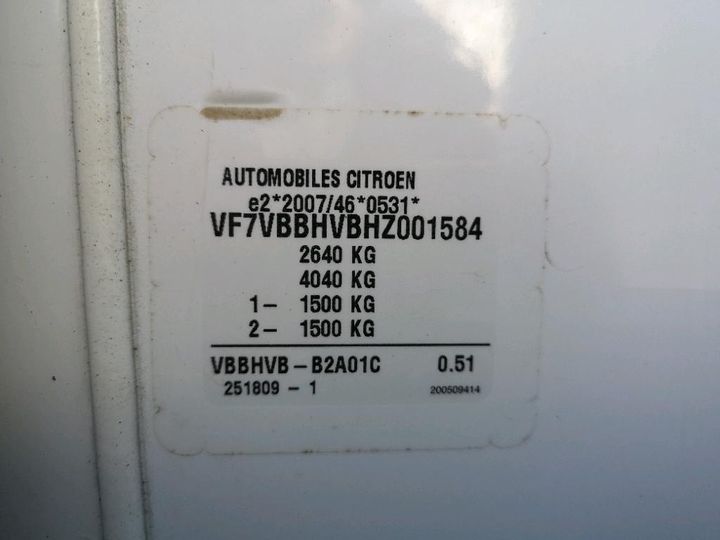 AUTOMOBILES CITROEN
e2*2007/46*0531*
VF7VBBHVBHZ001584
2640 KG
4040 KG
1– 1500 KG
2– 1500 KG
VBBHVB – B2A01C 0.51
251809 – 1 200509414